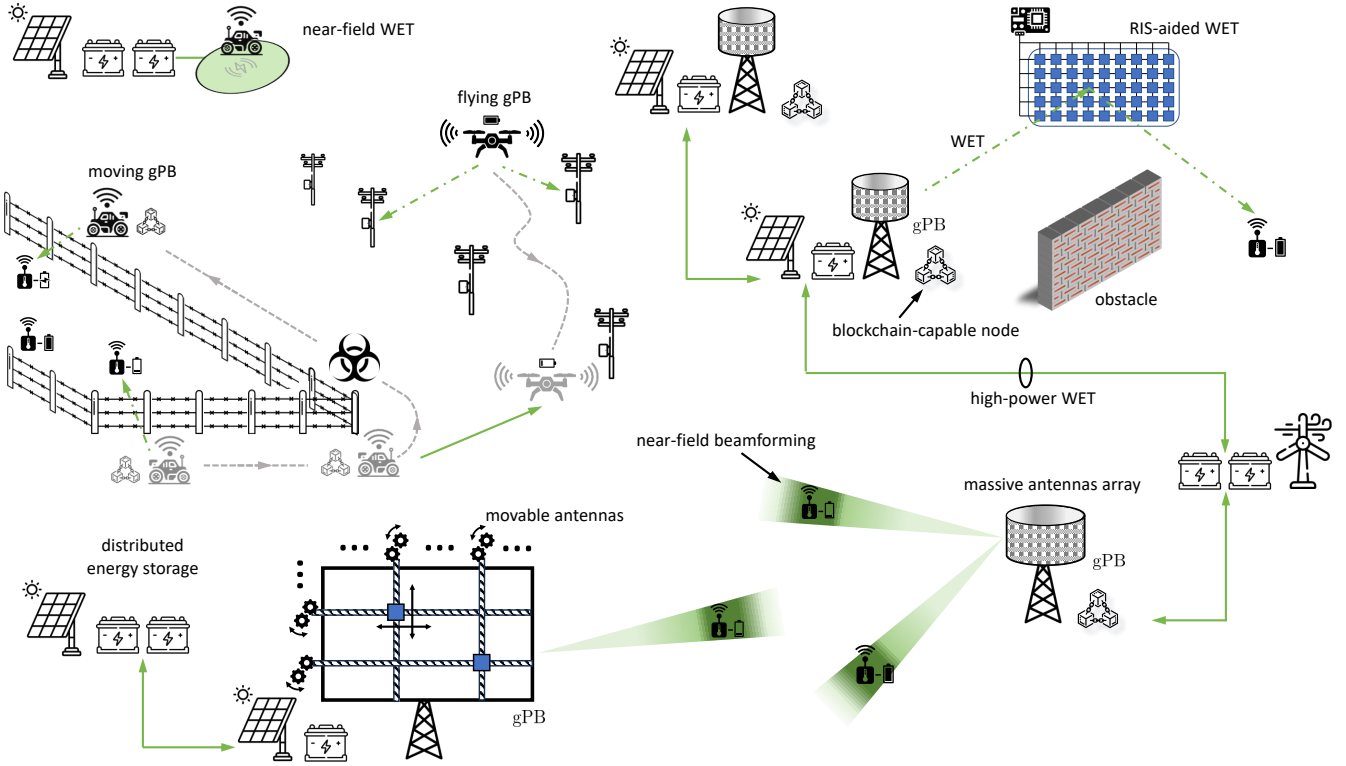 near-field WET
RIS-aided WET
flying gPB
WET
moving gPB
gPB
obstacle
blockchain-capable node
high-power WET
near-field beamforming
massive antennas array
movable antennas
distributed
energy storage
gPB
gPB